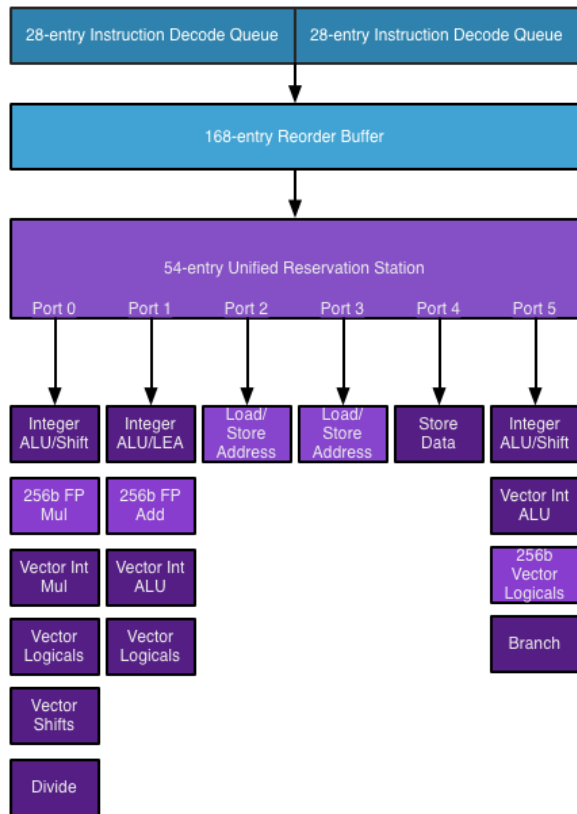 28-entry Instruction Decode Queue 28-entry Instruction Decode Queue
168-entry Reorder Buffer
54-entry Unified Reservation Station
Port 0 Port 1 Port 2 Port 3 Port 4 Port 5
Integer
ALU/Shift
Integer
ALU/LEA
Load/
Store
Address
Load/
Store
Address
Store
Data
Integer
ALU/Shift
256b FP
Mul
256b FP
Add
Vector Int
ALU
Vector Int
Mul
Vector Int
ALU
256b
Vector
Logicals
Vector
Logicals
Vector
Logicals
Branch
Vector
Shifts
Divide